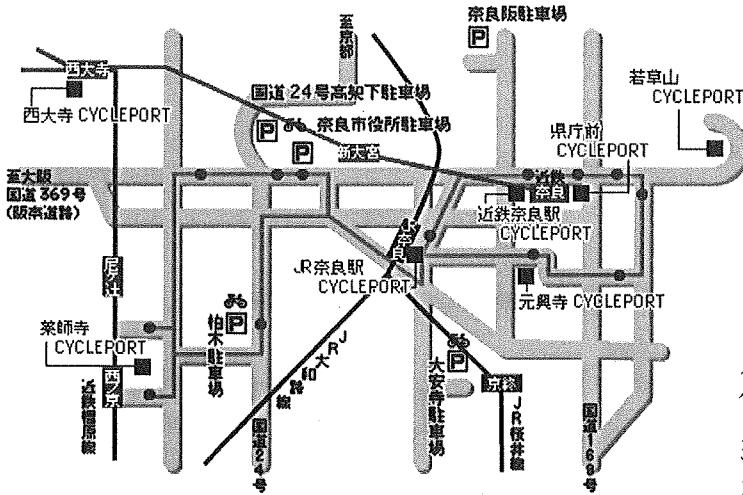 奈良阪駐車場
P
至京都
若草山
CYCLEPORT
西大寺
西大寺 CYCLEPORT
国道24号高架下駐車場
P
奈良市役所駐車場
P
新大宮
県庁前
CYCLEPORT
至大阪
国道369号
(阪奈道路)
近鉄
奈良
近鉄奈良駅
CYCLEPORT
JR奈良
JR奈良駅
CYCLEPORT
元興寺 CYCLEPORT
尼ヶ辻
薬師寺
CYCLEPORT
西ノ京
近鉄橿原線
P
柏木駐車場
JR大和路線
P
大安寺駐車場
京終
JR桜井線
国道24号
国道169号